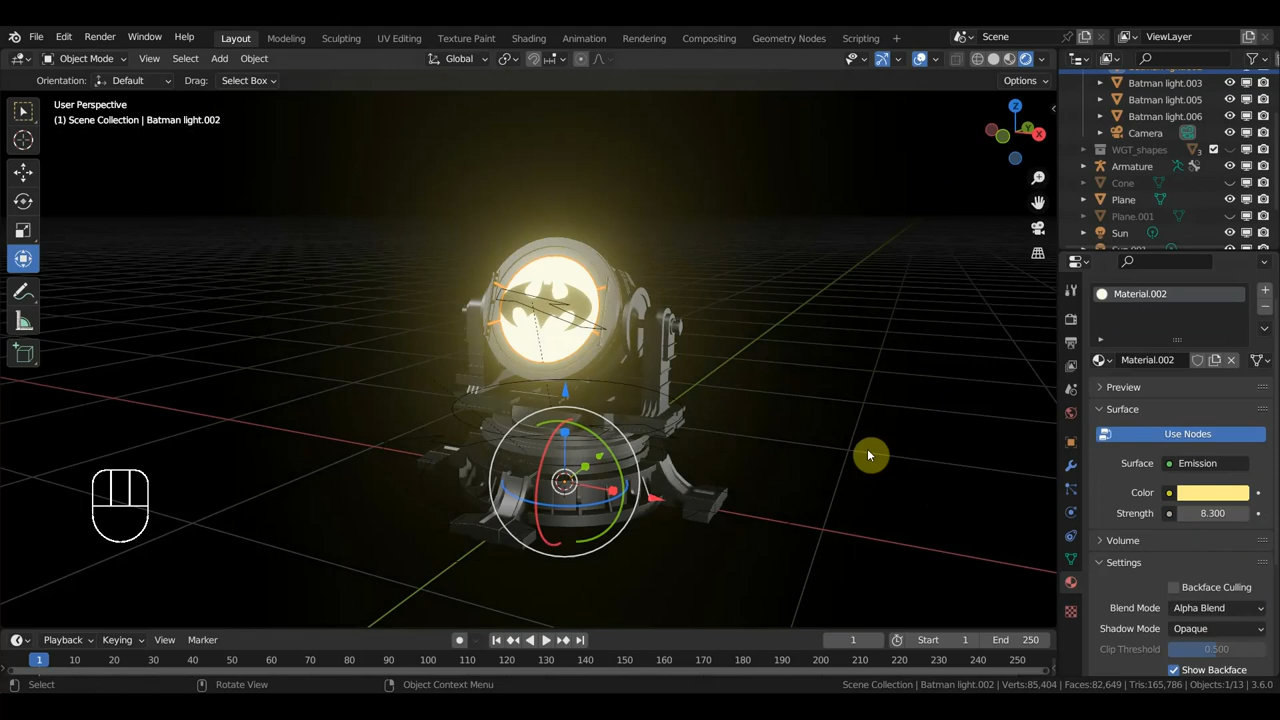 File Edit Render Window Help Layout Modeling Sculpting UV Editing Texture Paint Shading Animation Rendering Compositing Geometry Nodes Scripting + Scene ViewLayer
Object Mode View Select Add Object Global
Orientation: Default Drag: Select Box Options
User Perspective
(1) Scene Collection | Batman light.002
Z
Y
X
Batman light.003
Batman light.005
Batman light.006
Camera
WGT_shapes 3
Armature
Cone
Plane
Plane.001
Sun
Material.002
Material.002
Preview
Surface
Use Nodes
Surface Emission
Color
Strength 8.300
Volume
Settings
Backface Culling
Blend Mode Alpha Blend
Shadow Mode Opaque
Clip Threshold 0.500
Show Backface
Playback Keying View Marker 1 Start 1 End 250
1 10 20 30 40 50 60 70 80 90 100 110 120 130 140 150 160 170 180 190 200 210 220 230 240 250
Select Rotate View Object Context Menu Scene Collection | Batman light.002 | Verts:85,404 | Faces:82,649 | Tris:165,786 | Objects:1/13 | 3.6.0